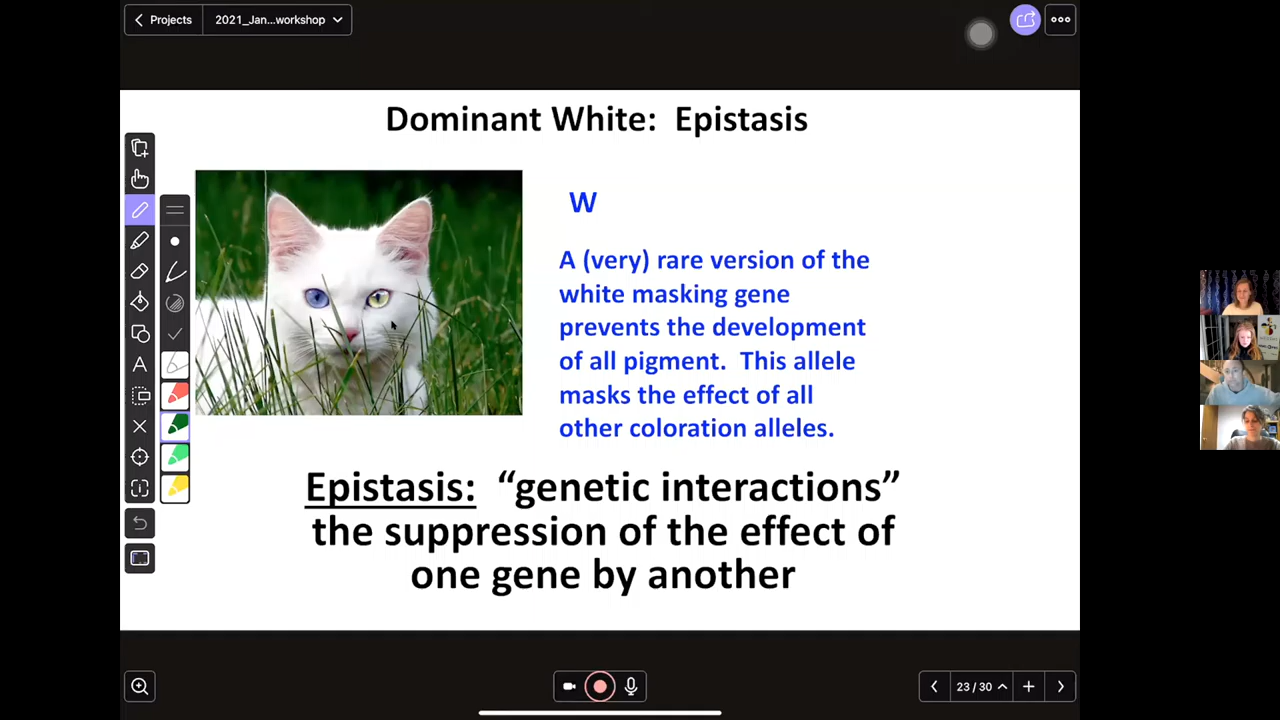 Projects
2021_Jan...workshop
Dominant White: Epistasis
W
A (very) rare version of the
white masking gene
prevents the development
of all pigment. This allele
masks the effect of all
other coloration alleles.
Epistasis: “genetic interactions”
the suppression of the effect of
one gene by another
23 / 30